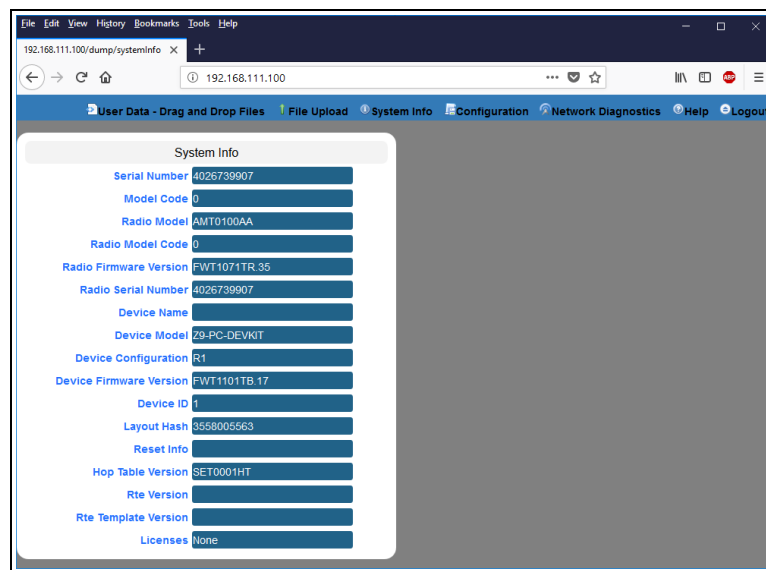 File Edit View History Bookmarks Tools Help
192.168.111.100/dump/systemInfo
192.168.111.100
User Data - Drag and Drop Files File Upload System Info Configuration Network Diagnostics Help Logout
System Info
Serial Number 4026739907
Model Code 0
Radio Model AMT0100AA
Radio Model Code 0
Radio Firmware Version FWT1071TR.35
Radio Serial Number 4026739907
Device Name
Device Model Z9-PC-DEVKIT
Device Configuration R1
Device Firmware Version FWT1101TB.17
Device ID 1
Layout Hash 3558005563
Reset Info
Hop Table Version SET0001HT
Rte Version
Rte Template Version
Licenses None